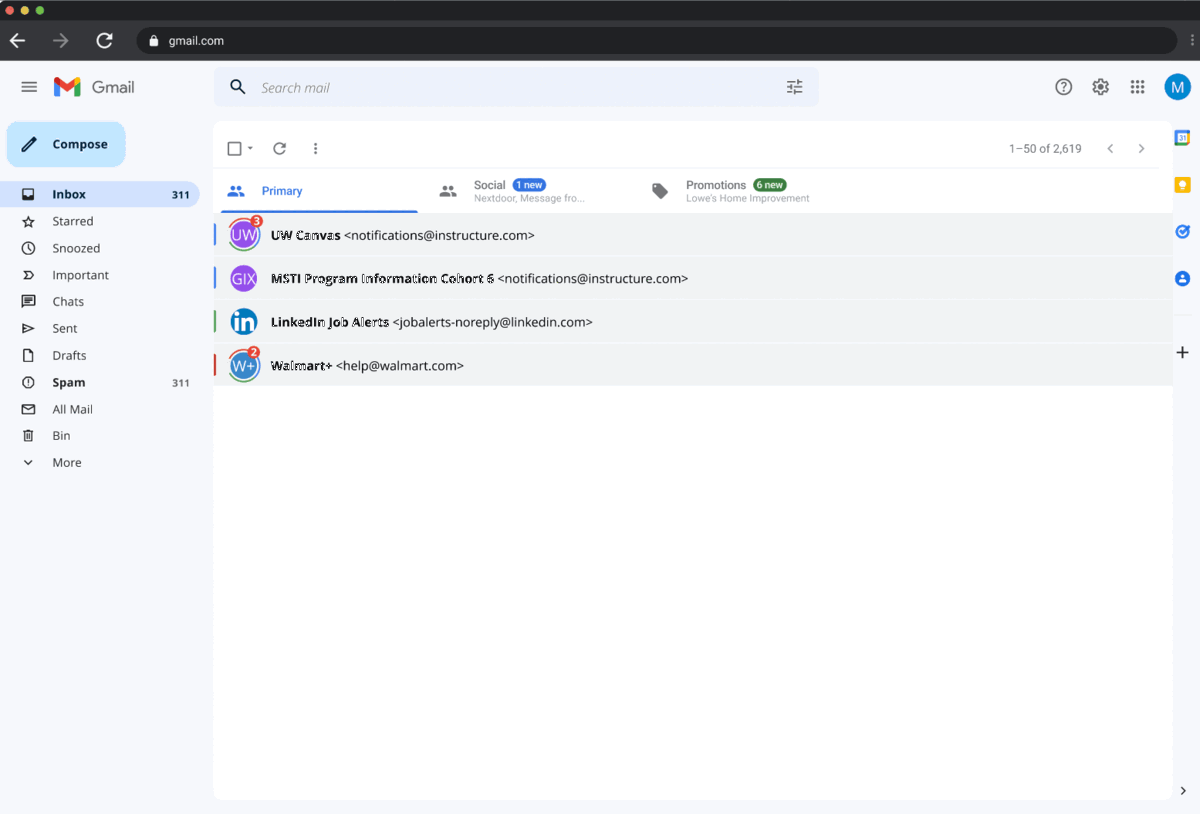 gmail.com
Gmail
Search mail
M
Compose
1–50 of 2,619
31
Inbox 311
Primary
Social 1 new
Nextdoor, Message fro...
Promotions 6 new
Lowe's Home Improvement
Starred
Snoozed
Important
Chats
Sent
Drafts
Spam 311
All Mail
Bin
More
UW 3 UW Canvas <notifications@instructure.com>
GIX MSTI Program Information Cohort 6 <notifications@instructure.com>
in LinkedIn Job Alerts <jobalerts-noreply@linkedin.com>
W+ 2 Walmart+ <help@walmart.com>